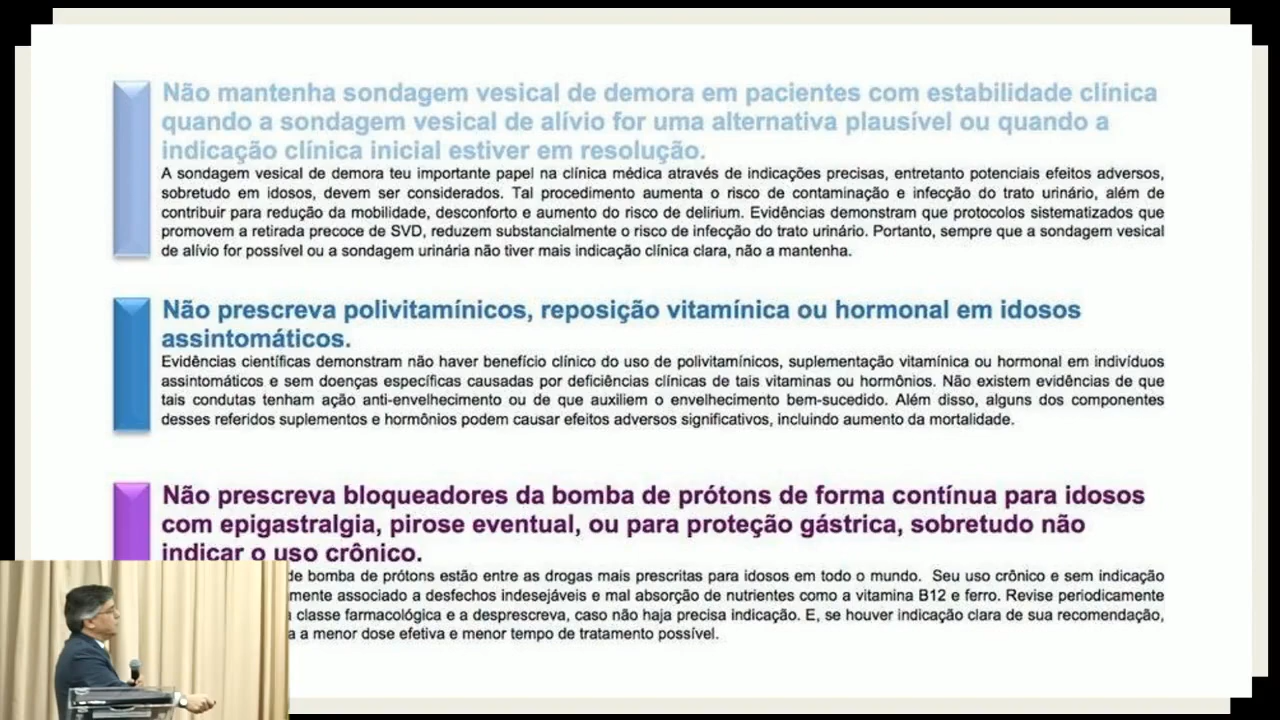 Não mantenha sondagem vesical de demora em pacientes com estabilidade clínica
quando a sondagem vesical de alívio for uma alternativa plausível ou quando a
indicação clínica inicial estiver em resolução.
A sondagem vesical de demora teu importante papel na clínica médica através de indicações precisas, entretanto potenciais efeitos adversos,
sobretudo em idosos, devem ser considerados. Tal procedimento aumenta o risco de contaminação e infecção do trato urinário, além de
contribuir para redução da mobilidade, desconforto e aumento do risco de delirium. Evidências demonstram que protocolos sistematizados que
promovem a retirada precoce de SVD, reduzem substancialmente o risco de infecção do trato urinário. Portanto, sempre que a sondagem vesical
de alívio for possível ou a sondagem urinária não tiver mais indicação clínica clara, não a mantenha.
Não prescreva polivitamínicos, reposição vitamínica ou hormonal em idosos
assintomáticos.
Evidências científicas demonstram não haver benefício clínico do uso de polivitamínicos, suplementação vitamínica ou hormonal em indivíduos
assintomáticos e sem doenças específicas causadas por deficiências clínicas de tais vitaminas ou hormônios. Não existem evidências de que
tais condutas tenham ação anti-envelhecimento ou de que auxiliem o envelhecimento bem-sucedido. Além disso, alguns dos componentes
desses referidos suplementos e hormônios podem causar efeitos adversos significativos, incluindo aumento da mortalidade.
Não prescreva bloqueadores da bomba de prótons de forma contínua para idosos
com epigastralgia, pirose eventual, ou para proteção gástrica, sobretudo não
indicar o uso crônico.
de bomba de prótons estão entre as drogas mais prescritas para idosos em todo o mundo. Seu uso crônico e sem indicação
mente associado a desfechos indesejáveis e mal absorção de nutrientes como a vitamina B12 e ferro. Revise periodicamente
classe farmacológica e a desprescreva, caso não haja precisa indicação. E, se houver indicação clara de sua recomendação,
a a menor dose efetiva e menor tempo de tratamento possível.